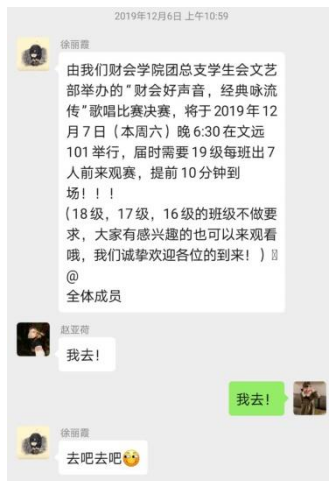 2019年12月6日 上午10:59
徐丽霞
由我们财会学院团总支学生会文艺
部举办的“财会好声音，经典咏流
传”歌唱比赛决赛，将于2019年12
月7日（本周六）晚6:30在文远
101举行，届时需要19级每班出7
人前来观赛，提前10分钟到
场！！！
(18级，17级，16级的班级不做要
求，大家有感兴趣的也可以来观看
哦，我们诚挚欢迎各位的到来！)
@
全体成员
赵亚荷
我去！
我去！
徐丽霞
去吧去吧